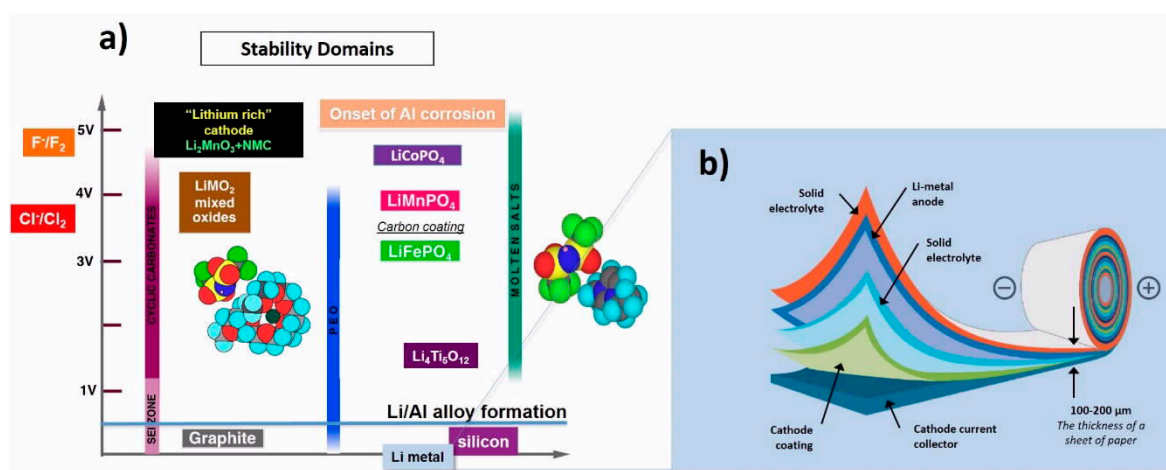 a)
Stability Domains
5V
4V
3V
1V
F⁻/F₂
Cl⁻/Cl₂
CYCLIC CARBONATES
SEI ZONE
"Lithium rich"
cathode
Li₂MnO₃+NMC
LiMO₂
mixed
oxides
PEO
Onset of Al corrosion
LiCoPO₄
LiMnPO₄
Carbon coating
LiFePO₄
Li₄Ti₅O₁₂
MOLTEN SALTS
Li/Al alloy formation
Graphite
silicon
Li metal
b)
Solid
electrolyte
Li-metal
anode
Solid
electrolyte
Cathode
coating
Cathode current
collector
100-200 µm
The thickness of a
sheet of paper